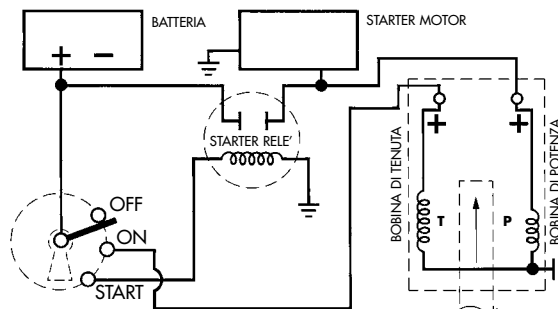 BATTERIA
STARTER MOTOR
+ -
STARTER RELE'
+ +
BOBINA DI TENUTA
T
P
BOBINA DI POTENZA
OFF
ON
START